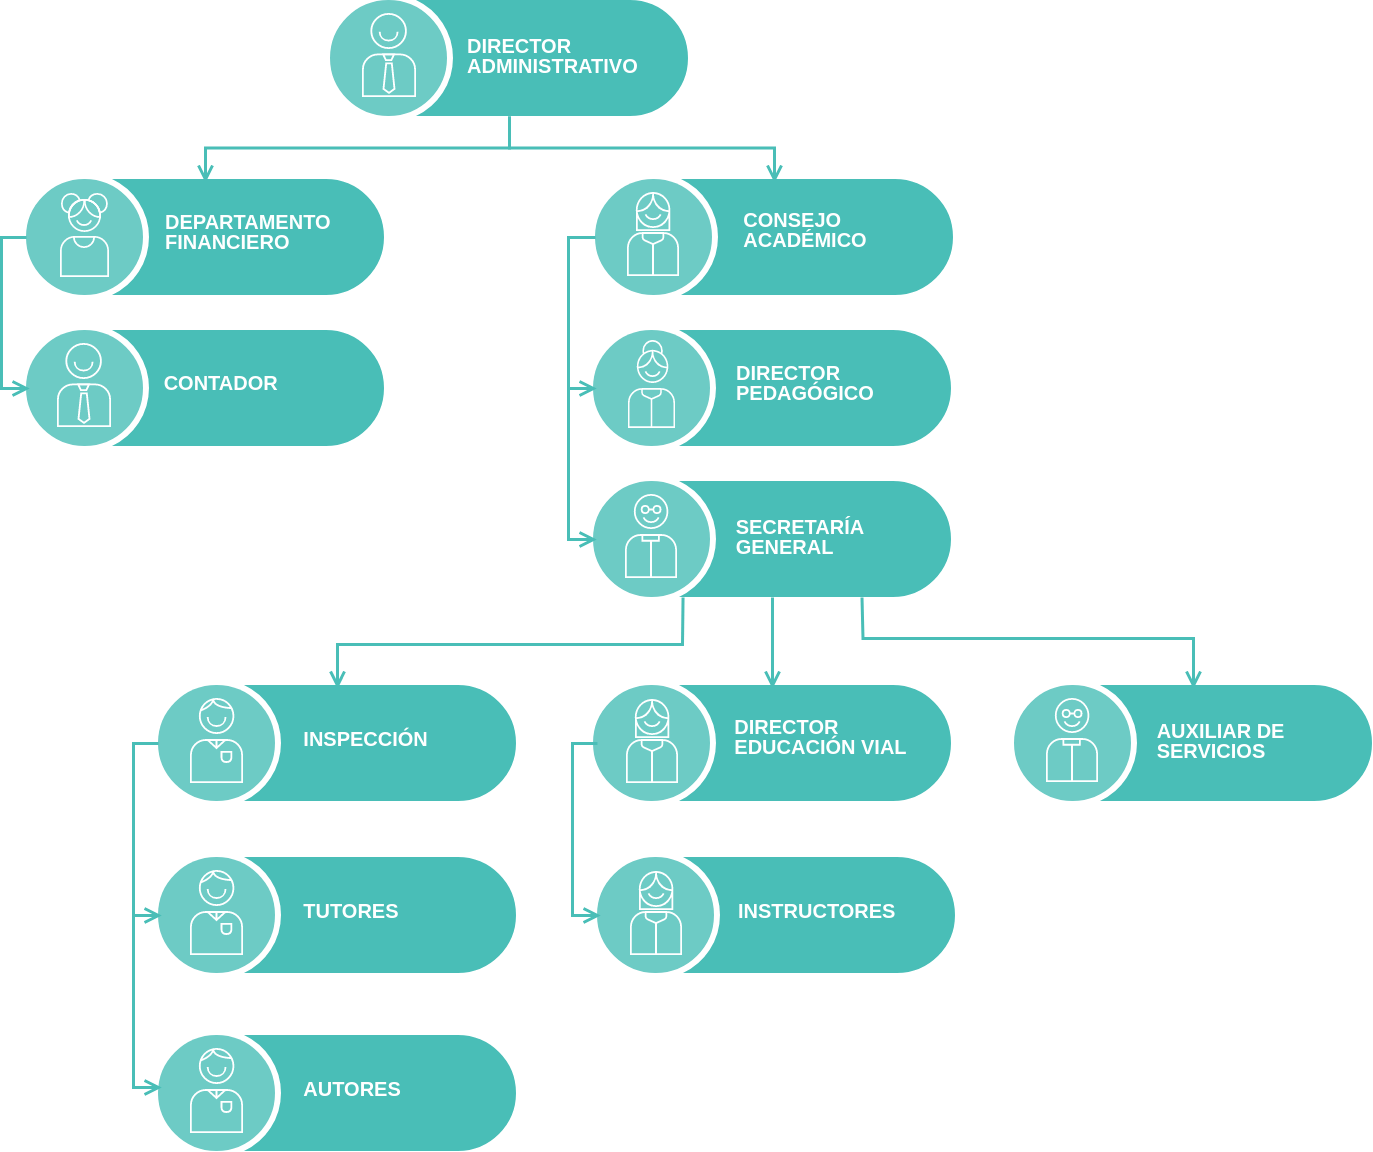 DIRECTOR
ADMINISTRATIVO
DEPARTAMENTO
FINANCIERO
CONSEJO
ACADÉMICO
CONTADOR
DIRECTOR
PEDAGÓGICO
SECRETARÍA
GENERAL
INSPECCIÓN
DIRECTOR
EDUCACIÓN VIAL
AUXILIAR DE
SERVICIOS
TUTORES
INSTRUCTORES
AUTORES